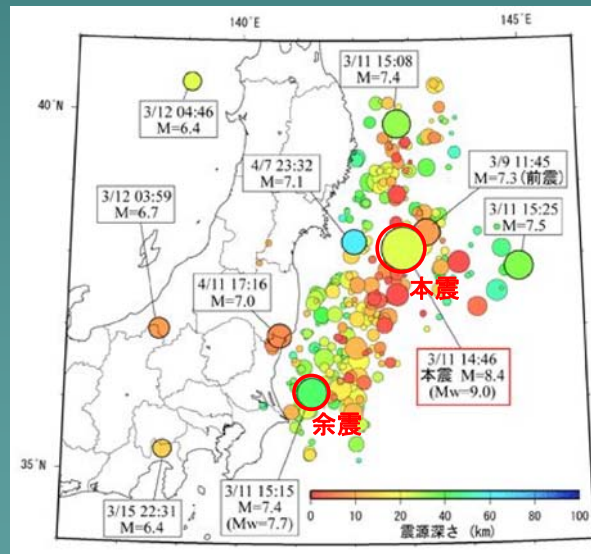 140°E
145°E
40°N
35°N
3/11 15:08
M=7.4
3/12 04:46
M=6.4
4/7 23:32
M=7.1
3/9 11:45
M=7.3(前震)
3/12 03:59
M=6.7
3/11 15:25
M=7.5
4/11 17:16
M=7.0
本震
3/11 14:46
本震 M=8.4
(Mw=9.0)
余震
3/15 22:31
M=6.4
3/11 15:15
M=7.4
(Mw=7.7)
0 20 40 60 80 100
震源深さ (km)